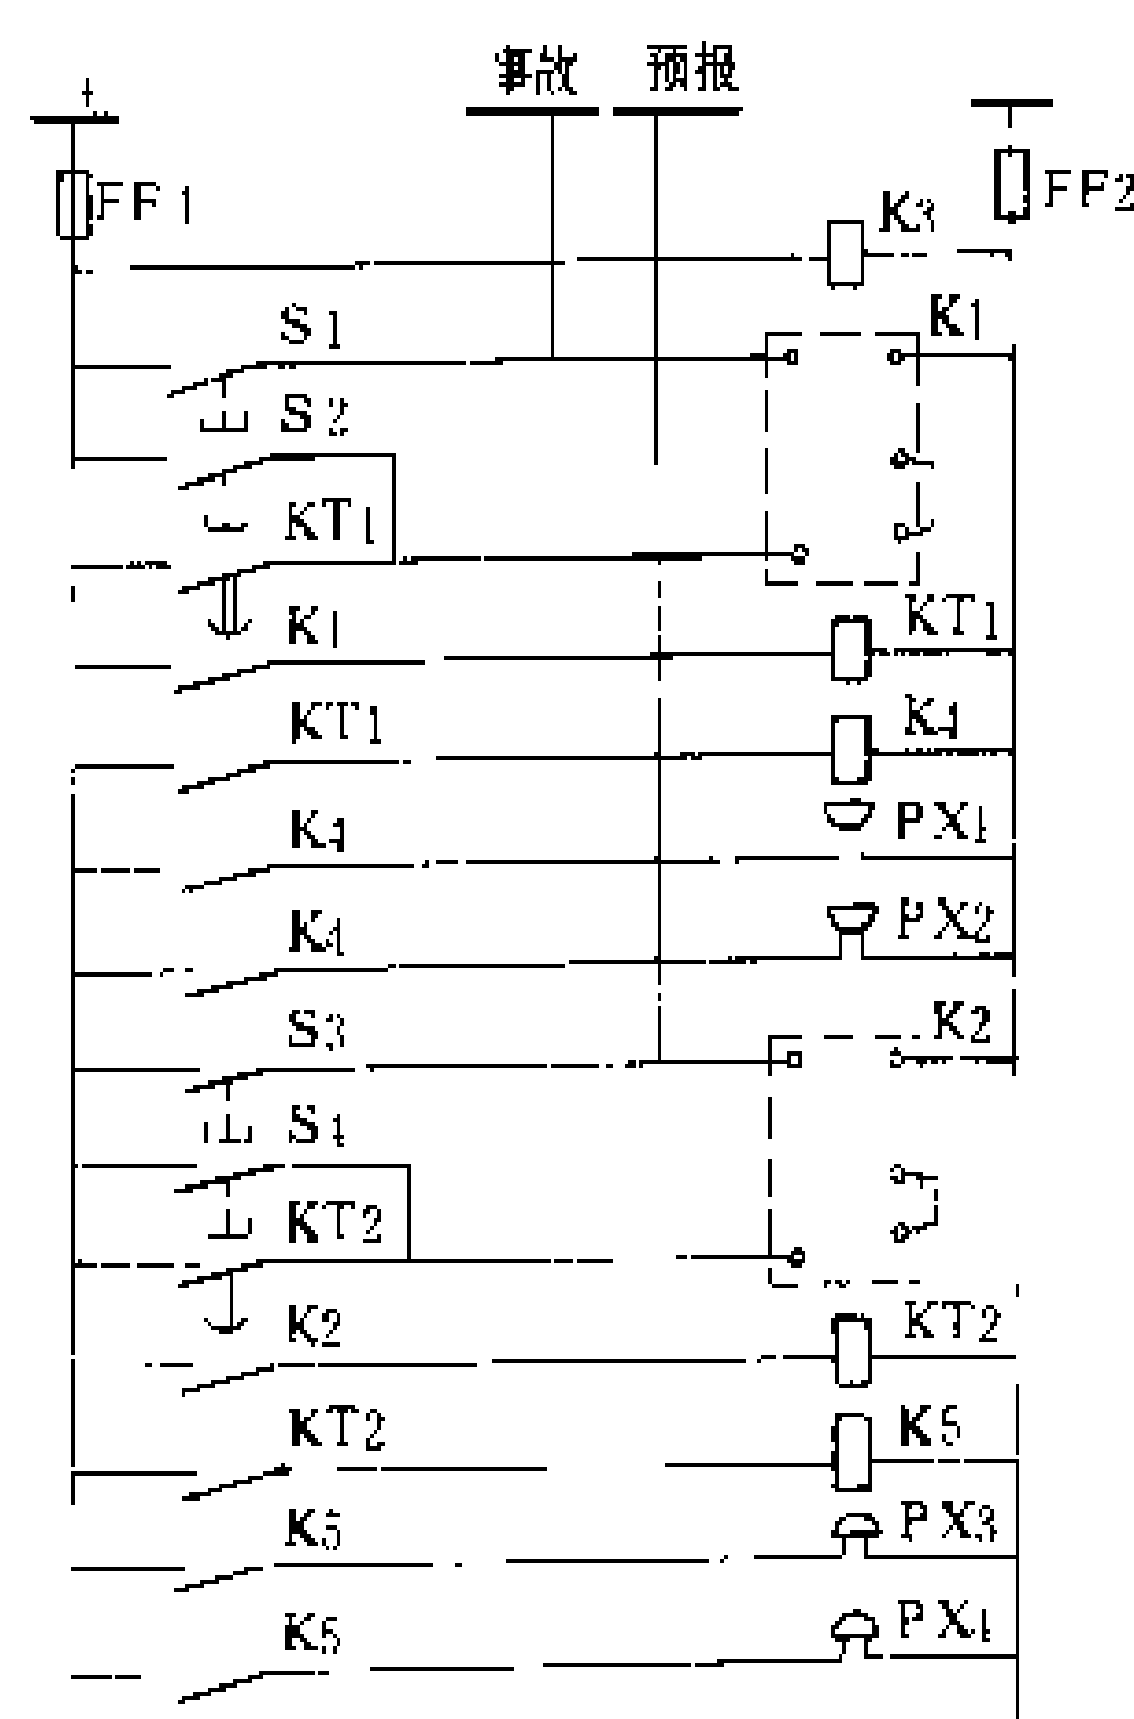 事故 预报
+
FF1
FF2
K3
S1
K1
S2
KT1
K1
KT1
KT1
K4
K4
PX1
K4
PX2
S3
K2
S4
KT2
K2
KT2
KT2
K5
K5
PX3
K5
PX4